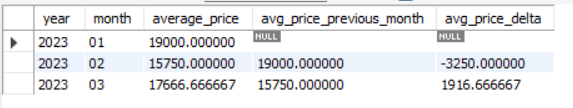 year month average_price avg_price_previous_month avg_price_delta
2023 01 19000.000000 NULL NULL
2023 02 15750.000000 19000.000000 -3250.000000
2023 03 17666.666667 15750.000000 1916.666667